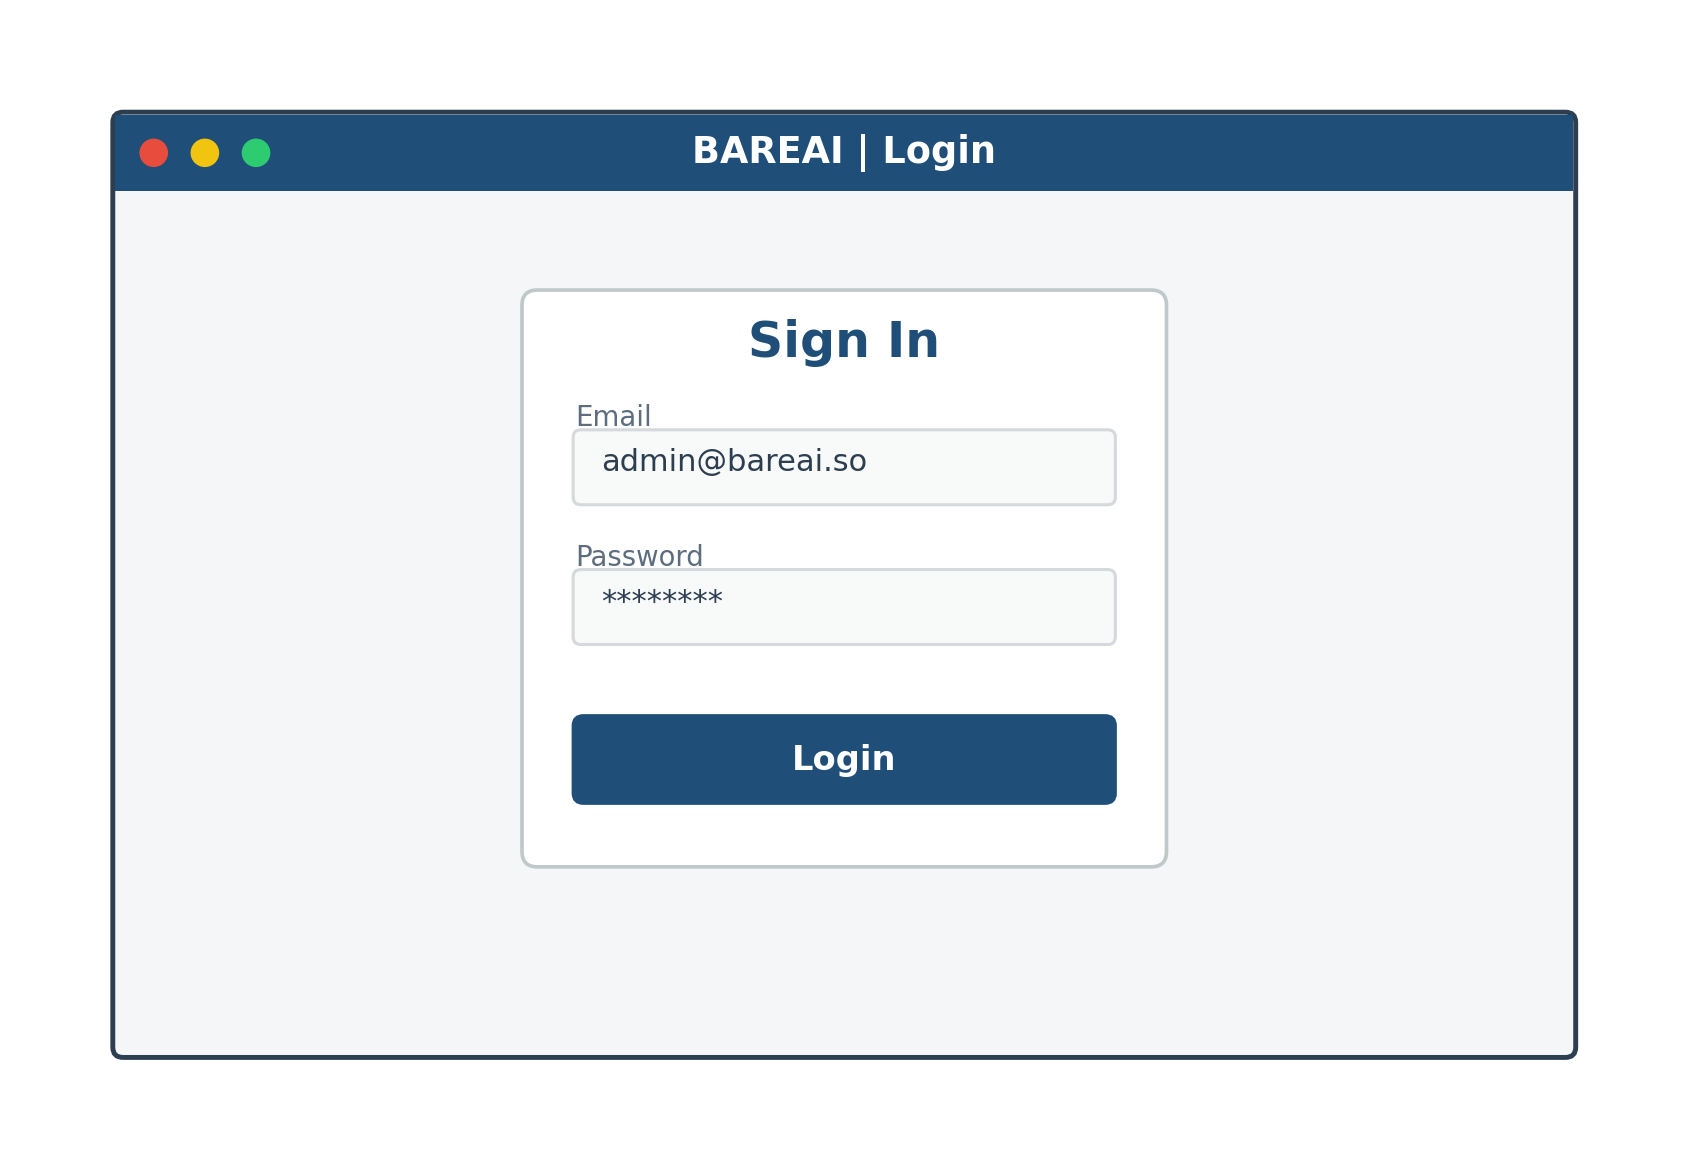 BAREAI | Login
Sign In
Email
admin@bareai.so
Password
********
Login